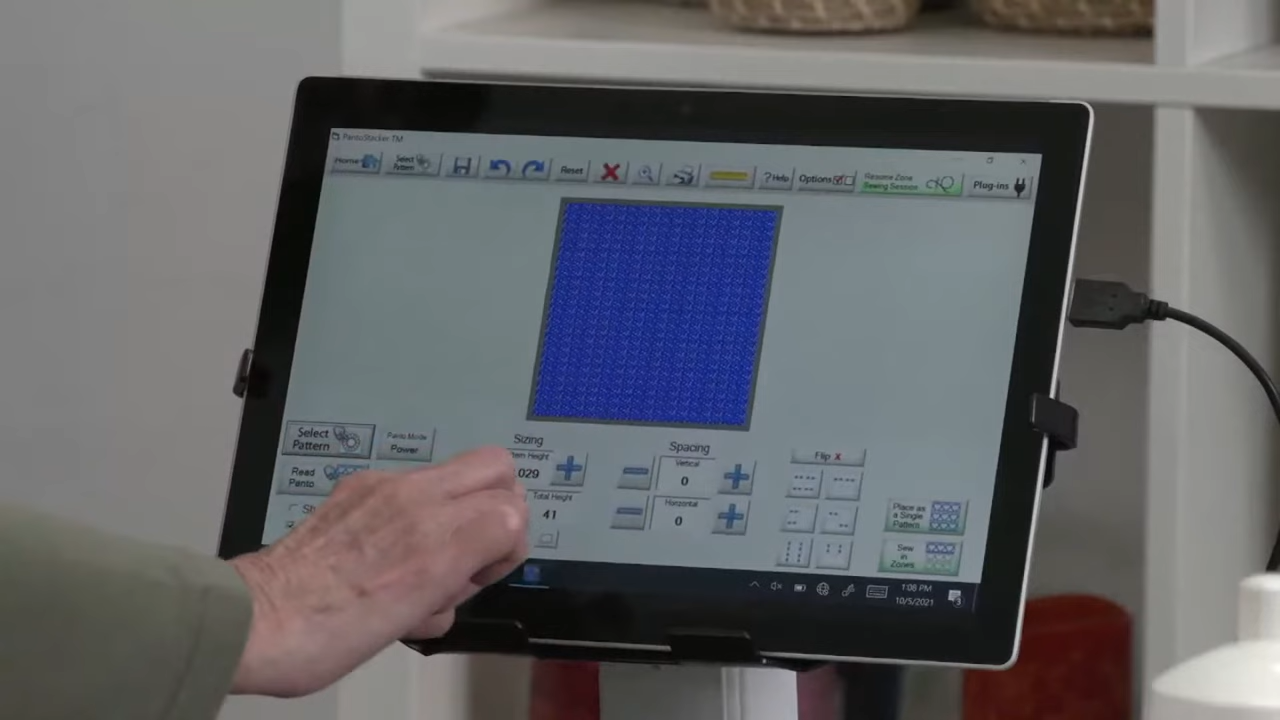 PantoStacker TM
Home
Select
Pattern
Reset
X
? Help
Options
Resume Zone
Sewing Session
Plug-ins
Select
Pattern
Panto Mode
Power
Read
Panto
Sizing
029
Total Height
41
Spacing
Vertical
0
Horizontal
0
Flip X
Place as
a Single
Pattern
Sew
in
Zones
1:08 PM
10/5/2021
3